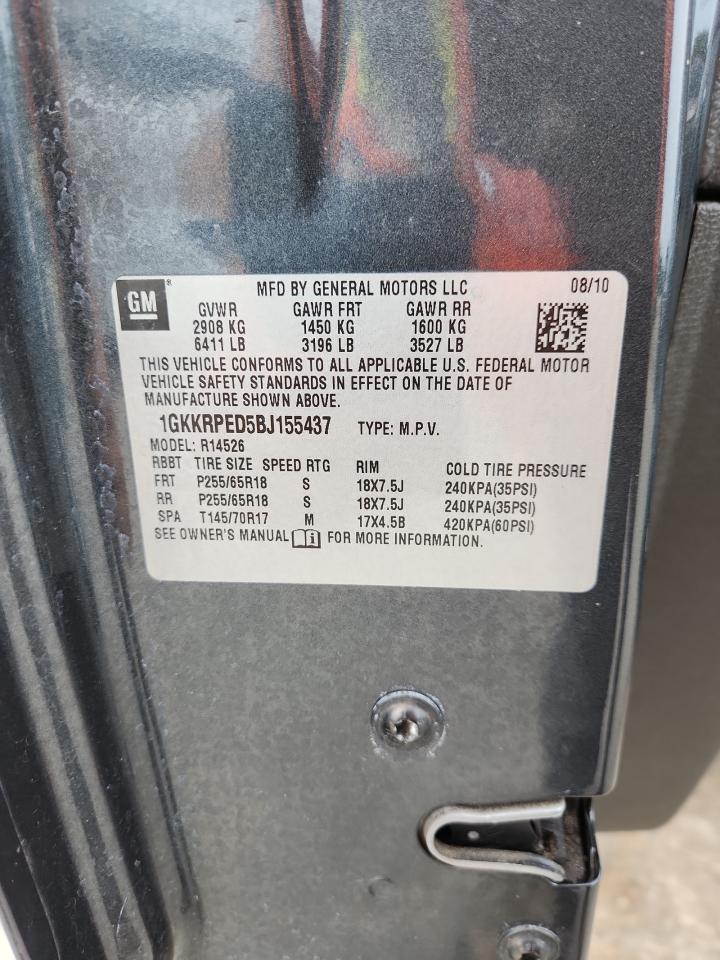 GM ® MFD BY GENERAL MOTORS LLC 08/10
GVWR GAWR FRT GAWR RR
2908 KG 1450 KG 1600 KG
6411 LB 3196 LB 3527 LB
THIS VEHICLE CONFORMS TO ALL APPLICABLE U.S. FEDERAL MOTOR
VEHICLE SAFETY STANDARDS IN EFFECT ON THE DATE OF
MANUFACTURE SHOWN ABOVE.
1GKKRPED5BJ155437 TYPE: M.P.V.
MODEL: R14526
RBBT TIRE SIZE SPEED RTG RIM COLD TIRE PRESSURE
FRT P255/65R18 S 18X7.5J 240KPA(35PSI)
RR P255/65R18 S 18X7.5J 240KPA(35PSI)
SPA T145/70R17 M 17X4.5B 420KPA(60PSI)
SEE OWNER'S MANUAL i FOR MORE INFORMATION.